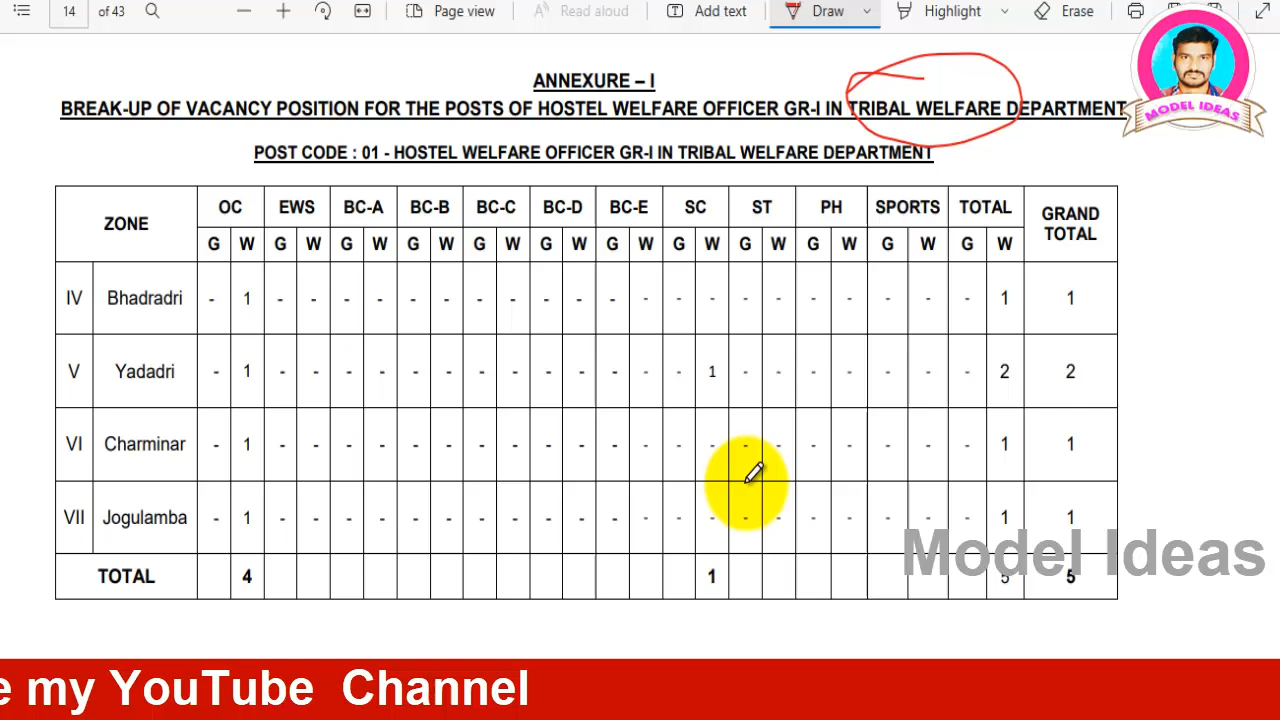 14 of 43 Page view Read aloud Add text Draw Highlight Erase
ANNEXURE – I
BREAK-UP OF VACANCY POSITION FOR THE POSTS OF HOSTEL WELFARE OFFICER GR-I IN TRIBAL WELFARE DEPARTMENT
MODEL IDEAS
POST CODE : 01 - HOSTEL WELFARE OFFICER GR-I IN TRIBAL WELFARE DEPARTMENT
ZONE OC EWS BC-A BC-B BC-C BC-D BC-E SC ST PH SPORTS TOTAL GRAND TOTAL
G W G W G W G W G W G W G W G W G W G W G W G W
IV Bhadradri - 1 - - - - - - - - - - - - - - - - - - - - - 1 1
V Yadadri - 1 - - - - - - - - - - - - - 1 - - - - - - - 2 2
VI Charminar - 1 - - - - - - - - - - - - - - - - - - - - - 1 1
VII Jogulamba - 1 - - - - - - - - - - - - - - - - - - - - - 1 1
Model Ideas
TOTAL 4 1 5 5
e my YouTube Channel